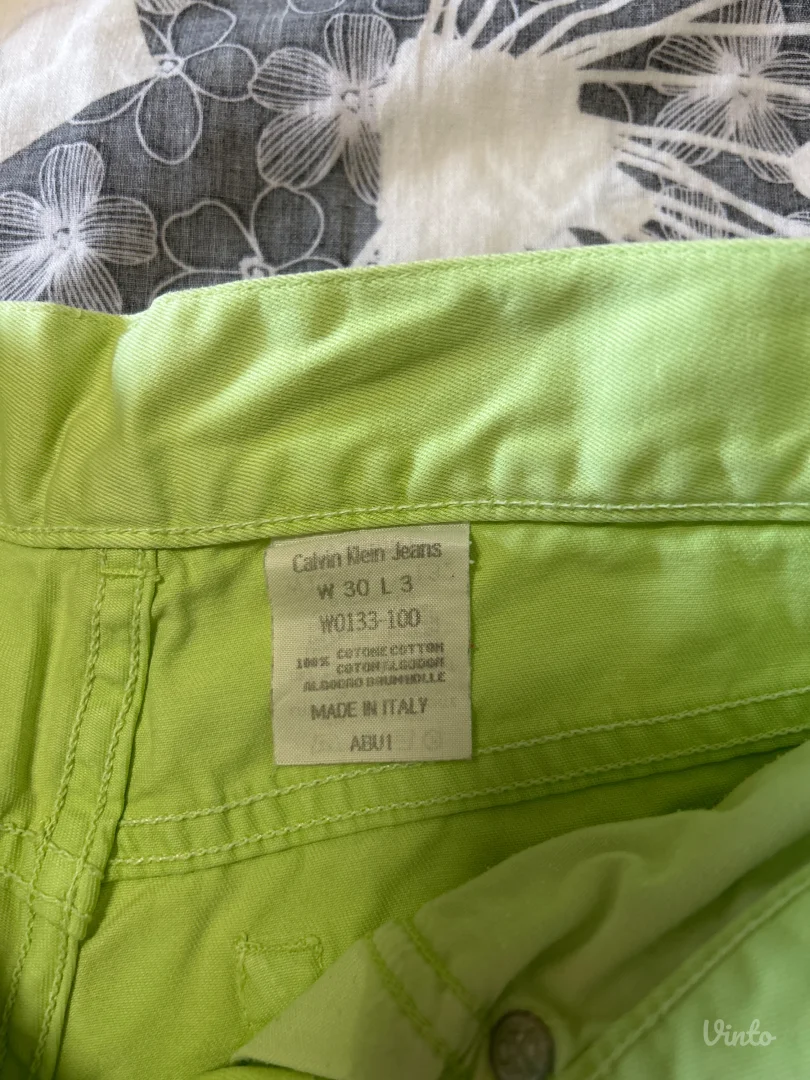 Calvin Klein Jeans
W 30 L 3
W0133-100
100% COTONE COTTON
COTON ALGODON
ALGODAO BAUMWOLLE
MADE IN ITALY
ABU1
Vinto